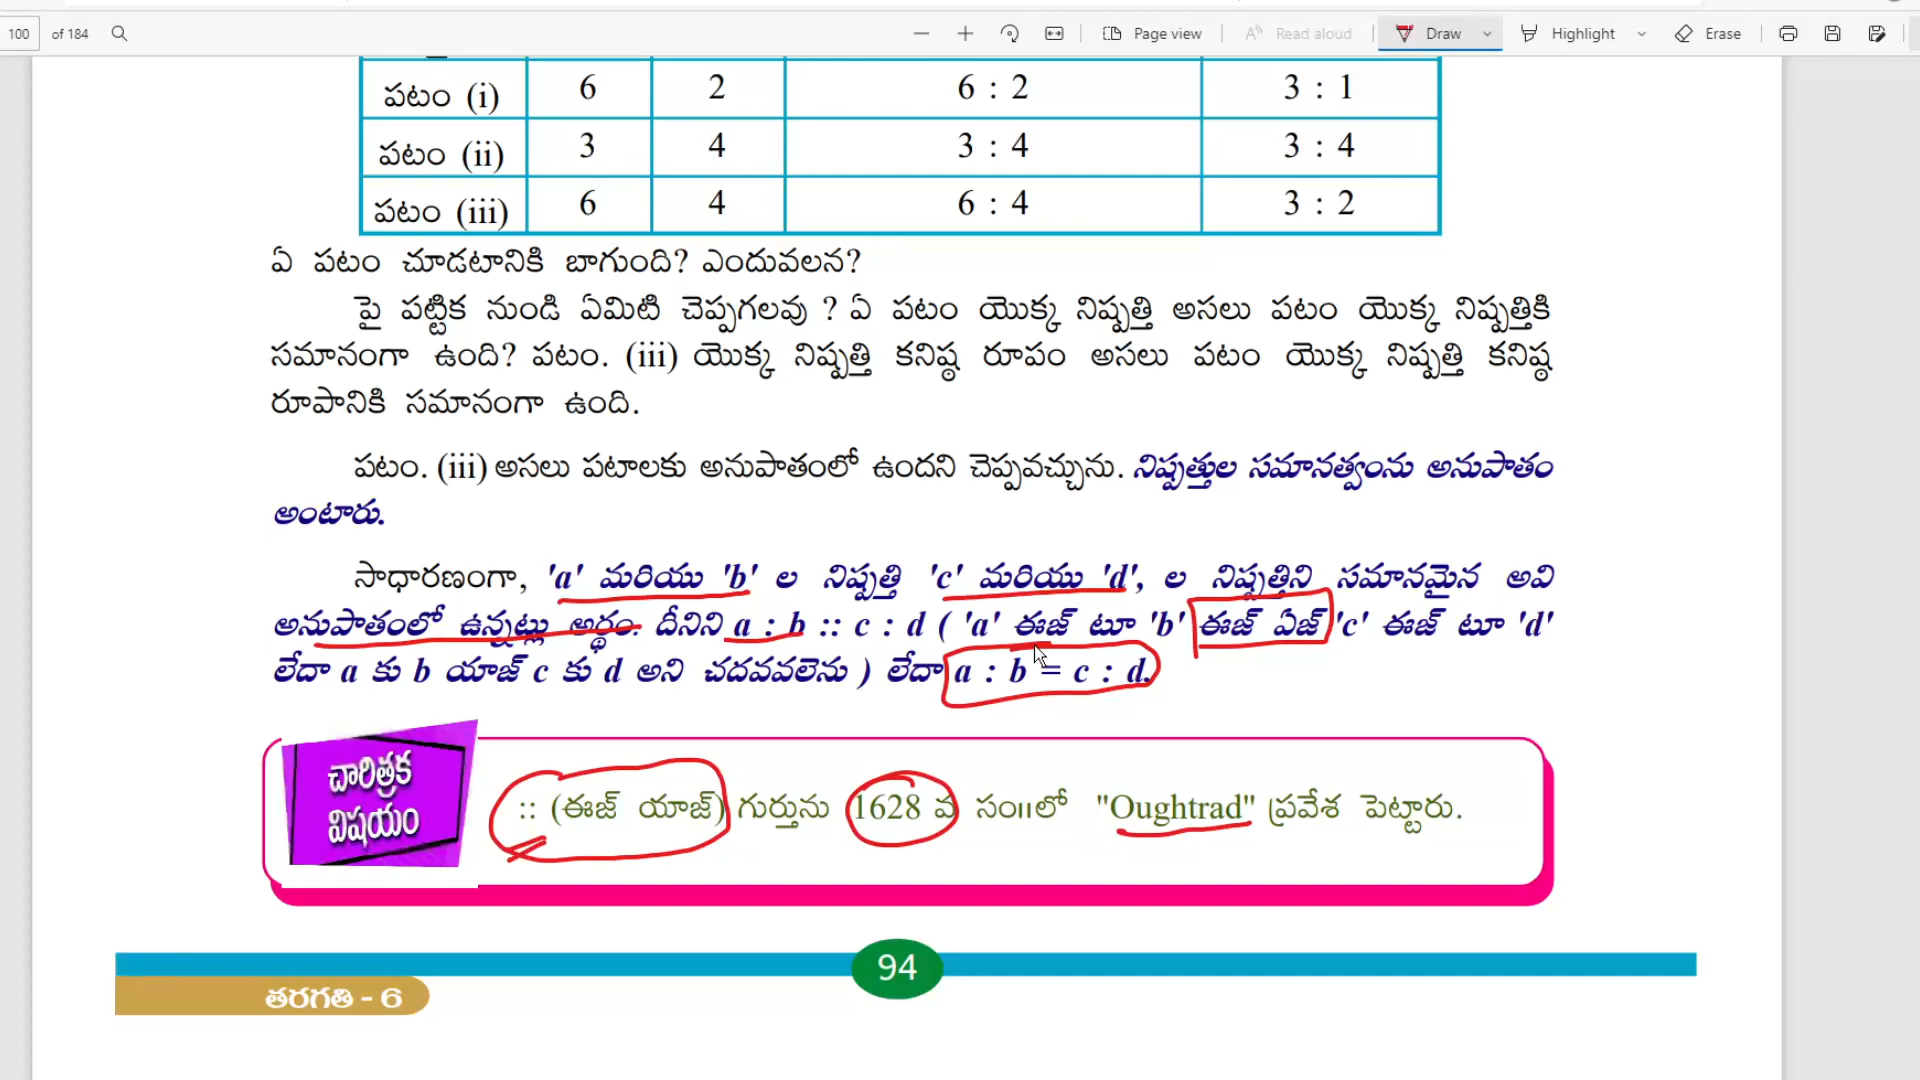 100 of 184 Page view Read aloud Draw Highlight Erase
పటం (i) 6 2 6 : 2 3 : 1
పటం (ii) 3 4 3 : 4 3 : 4
పటం (iii) 6 4 6 : 4 3 : 2
ఏ పటం చూడటానికి బాగుంది? ఎందువలన?
పై పట్టిక నుండి ఏమిటి చెప్పగలవు ? ఏ పటం యొక్క నిష్పత్తి అసలు పటం యొక్క నిష్పత్తికి
సమానంగా ఉంది? పటం. (iii) యొక్క నిష్పత్తి కనిష్ఠ రూపం అసలు పటం యొక్క నిష్పత్తి కనిష్ఠ
రూపానికి సమానంగా ఉంది.
పటం. (iii) అసలు పటాలకు అనుపాతంలో ఉందని చెప్పవచ్చును. నిష్పత్తుల సమానత్వంను అనుపాతం
అంటారు.
సాధారణంగా, 'a' మరియు 'b' ల నిష్పత్తి 'c' మరియు 'd', ల నిష్పత్తిని సమానమైన అవి
అనుపాతంలో ఉన్నట్లు అర్థం. దీనిని a : b :: c : d ( 'a' ఈజ్ టూ 'b' ఈజ్ ఏజ్ 'c' ఈజ్ టూ 'd'
లేదా a కు b యాజ్ c కు d అని చదవవలెను ) లేదా a : b = c : d.
చారిత్రక
విషయం
:: (ఈజ్ యాజ్) గుర్తును 1628 వ సం॥లో "Oughtrad" ప్రవేశ పెట్టారు.
94
తరగతి - 6